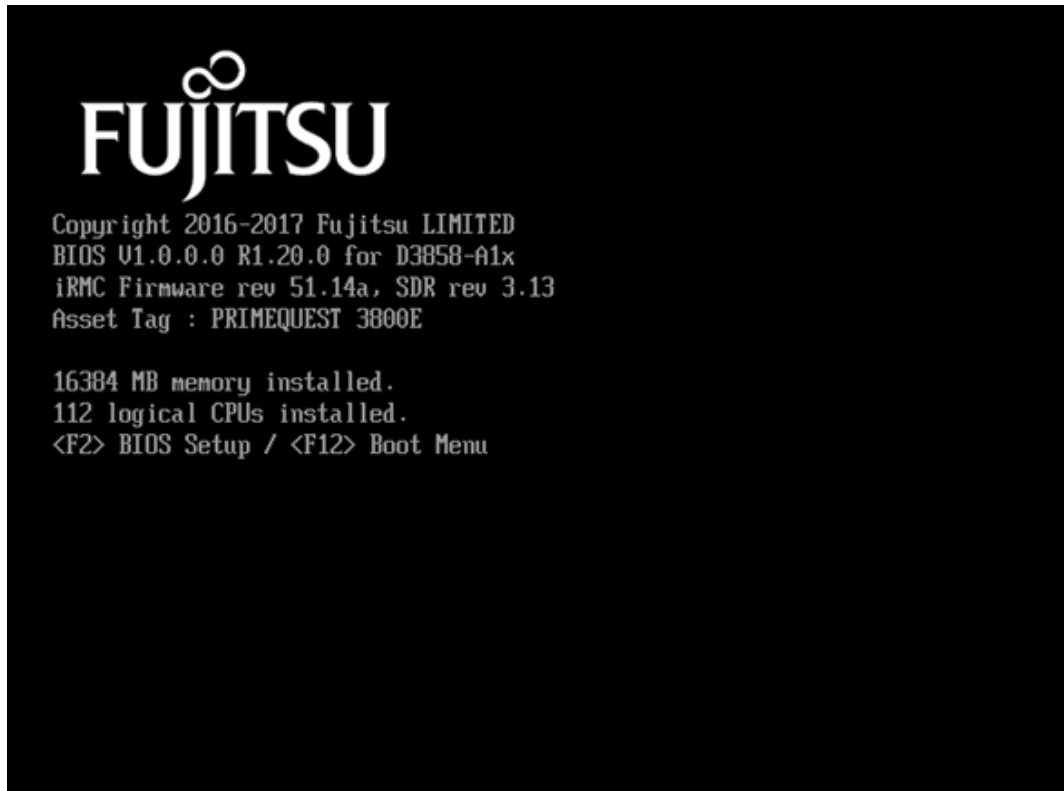 FUJITSU
Copyright 2016-2017 Fujitsu LIMITED
BIOS V1.0.0.0 R1.20.0 for D3858-A1x
iRMC Firmware rev 51.14a, SDR rev 3.13
Asset Tag : PRIMEQUEST 3800E
16384 MB memory installed.
112 logical CPUs installed.
<F2> BIOS Setup / <F12> Boot Menu